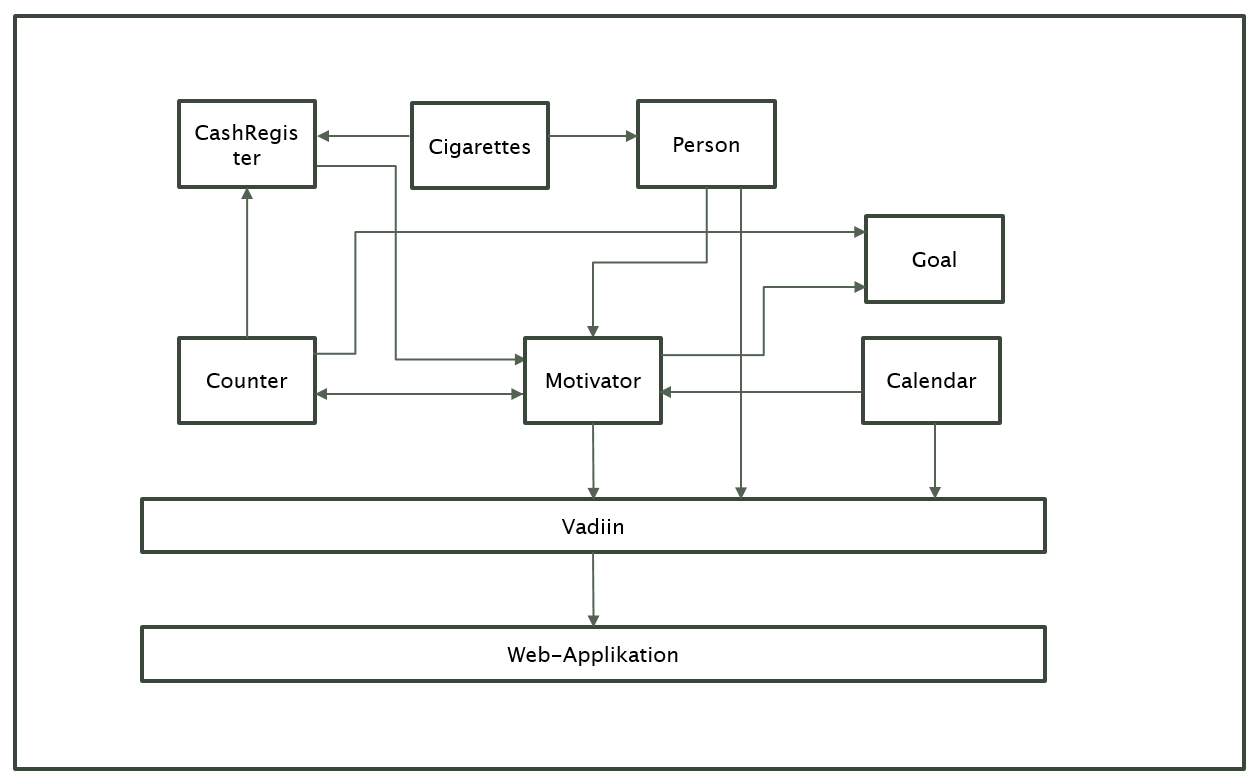 CashRegis
ter
Cigarettes
Person
Goal
Counter
Motivator
Calendar
Vadiin
Web-Applikation